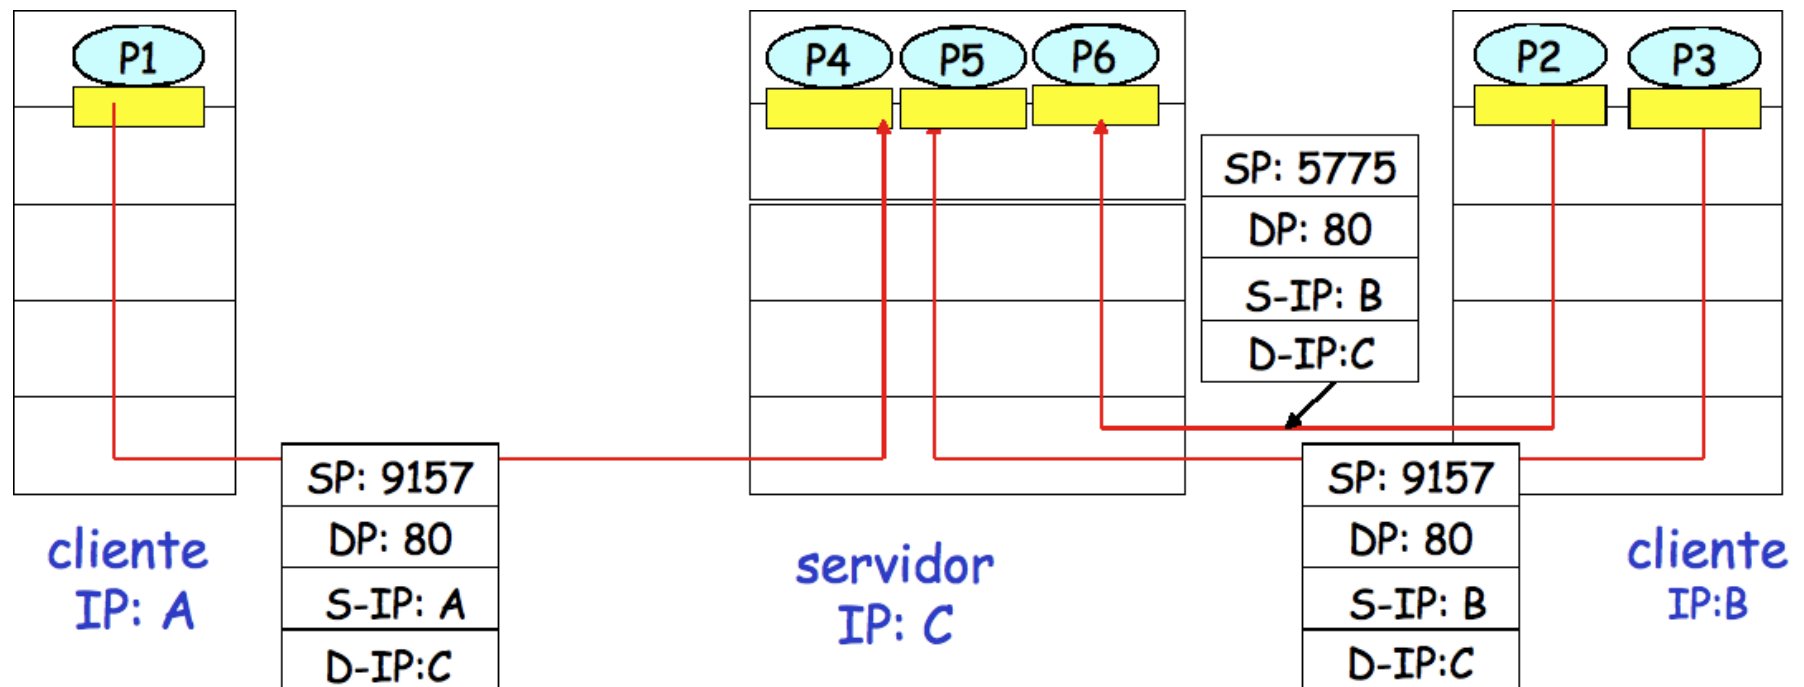 P1
P4
P5
P6
P2
P3
SP: 5775
DP: 80
S-IP: B
D-IP:C
SP: 9157
DP: 80
S-IP: A
D-IP:C
SP: 9157
DP: 80
S-IP: B
D-IP:C
cliente
IP: A
servidor
IP: C
cliente
IP:B